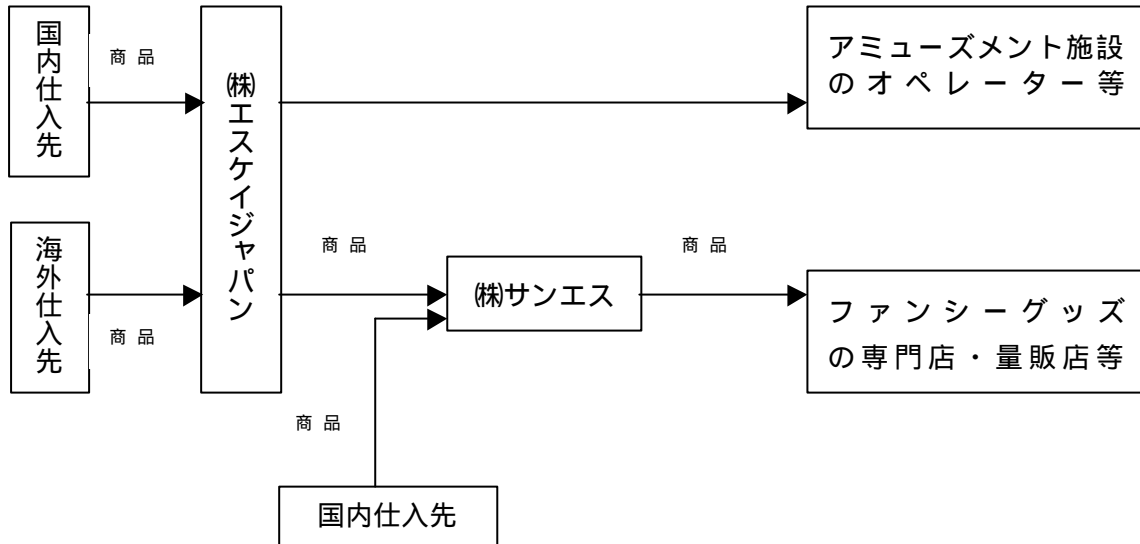 国内仕入先
商品
㈱エスケイジャパン
アミューズメント施設
のオペレーター等
海外仕入先
商品
商品
㈱サンエス
商品
ファンシーグッズ
の専門店・量販店等
商品
国内仕入先